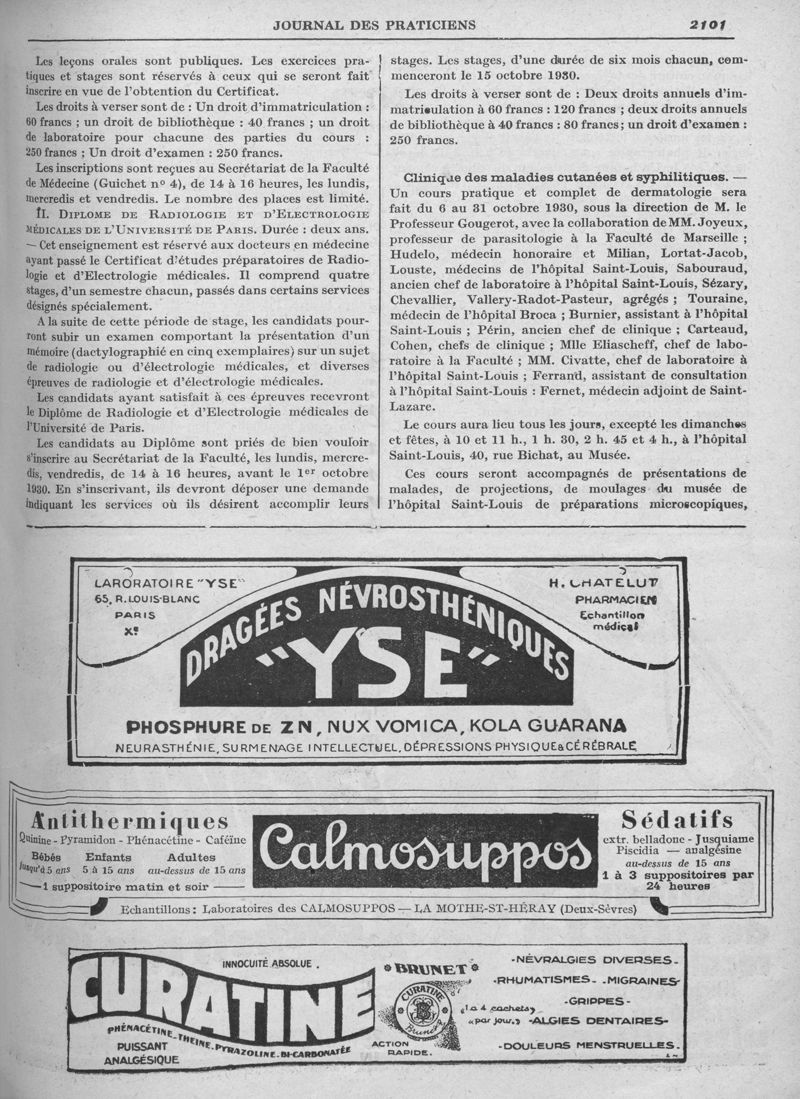 JOURNAL DES PRATICIENS 2101
Les leçons orales sont publiques. Les exercices pra-
tiques et stages sont réservés à ceux qui se seront fait
inscrire en vue de l'obtention du Certificat.
Les droits à verser sont de : Un droit d'immatriculation :
60 francs ; un droit de bibliothèque : 40 francs ; un droit
de laboratoire pour chacune des parties du cours :
250 francs ; Un droit d'examen : 250 francs.
Les inscriptions sont reçues au Secrétariat de la Faculté
de Médecine (Guichet n° 4), de 14 à 16 heures, les lundis,
mercredis et vendredis. Le nombre des places est limité.
II. DIPLOME DE RADIOLOGIE ET D'ELECTROLOGIE
MÉDICALES DE L'UNIVERSITÉ DE PARIS. Durée : deux ans.
— Cet enseignement est réservé aux docteurs en médecine
ayant passé le Certificat d'études préparatoires de Radio-
logie et d'Electrologie médicales. Il comprend quatre
stages, d'un semestre chacun, passés dans certains services
désignés spécialement.
A la suite de cette période de stage, les candidats pour-
ront subir un examen comportant la présentation d'un
mémoire (dactylographié en cinq exemplaires) sur un sujet
de radiologie ou d'électrologie médicales, et diverses
épreuves de radiologie et d'électrologie médicales.
Les candidats ayant satisfait à ces épreuves recevront
le Diplôme de Radiologie et d'Electrologie médicales de
l'Université de Paris.
Les candidats au Diplôme sont priés de bien vouloir
s'inscrire au Secrétariat de la Faculté, les lundis, mercre-
dis, vendredis, de 14 à 16 heures, avant le 1er octobre
1930. En s'inscrivant, ils devront déposer une demande
indiquant les services où ils désirent accomplir leurs
stages. Les stages, d'une durée de six mois chacun, com-
menceront le 15 octobre 1930.
Les droits à verser sont de : Deux droits annuels d'im-
matriculation à 60 francs : 120 francs ; deux droits annuels
de bibliothèque à 40 francs : 80 francs ; un droit d'examen :
250 francs.
Clinique des maladies cutanées et syphilitiques. —
Un cours pratique et complet de dermatologie sera
fait du 6 au 31 octobre 1930, sous la direction de M. le
Professeur Gougerot, avec la collaboration de MM. Joyeux,
professeur de parasitologie à la Faculté de Marseille ;
Hudelo, médecin honoraire et Milian, Lortat-Jacob,
Louste, médecins de l'hôpital Saint-Louis, Sabouraud,
ancien chef de laboratoire à l'hôpital Saint-Louis, Sézary,
Chevallier, Vallery-Radot-Pasteur, agrégés ; Touraine,
médecin de l'hôpital Broca ; Burnier, assistant à l'hôpital
Saint-Louis ; Périn, ancien chef de clinique ; Carteaud,
Cohen, chefs de clinique ; Mlle Eliascheff, chef de labo-
ratoire à la Faculté ; MM. Civatte, chef de laboratoire à
l'hôpital Saint-Louis ; Ferrand, assistant de consultation
à l'hôpital Saint-Louis : Fernet, médecin adjoint de Saint-
Lazare.
Le cours aura lieu tous les jours, excepté les dimanches
et fêtes, à 10 et 11 h., 1 h. 30, 2 h. 45 et 4 h., à l'hôpital
Saint-Louis, 40, rue Bichat, au Musée.
Ces cours seront accompagnés de présentations de
malades, de projections, de moulages du musée de
l'hôpital Saint-Louis de préparations microscopiques,
LABORATOIRE "YSE"
65, R. LOUIS-BLANC
PARIS
Xe
H. CHATELUT
PHARMACIEN
Echantillon
médical
DRAGÉES NÉVROSTHÉNIQUES
"YSE"
PHOSPHURE DE ZN, NUX VOMICA, KOLA GUARANA
NEURASTHÉNIE, SURMENAGE INTELLECTUEL, DÉPRESSIONS PHYSIQUE & CÉRÉBRALE
Antithermiques
Quinine - Pyramidon - Phénacétine - Caféïne
Bébés Enfants Adultes
jusqu'à 5 ans 5 à 15 ans au-dessus de 15 ans
1 suppositoire matin et soir
Calmosuppos
Sédatifs
extr. belladone - Jusquiame
Piscidia — analgésine
au-dessus de 15 ans
1 à 3 suppositoires par
24 heures
Echantillons : Laboratoires des CALMOSUPPOS — LA MOTHE-ST-HÉRAY (Deux-Sèvres)
INNOCUITÉ ABSOLUE.
CURATINE
PHÉNACÉTINE-THEINE-PYRAZOLINE-BI-CARBONATÉE
PUISSANT
ANALGÉSIQUE
BRUNET
CURATINE
B
Brunet
1 à 4 cachets
"par jour"
ACTION
RAPIDE.
-NÉVRALGIES DIVERSES-
-RHUMATISMES- -MIGRAINES-
-GRIPPES-
-ALGIES DENTAIRES-
-DOULEURS MENSTRUELLES.